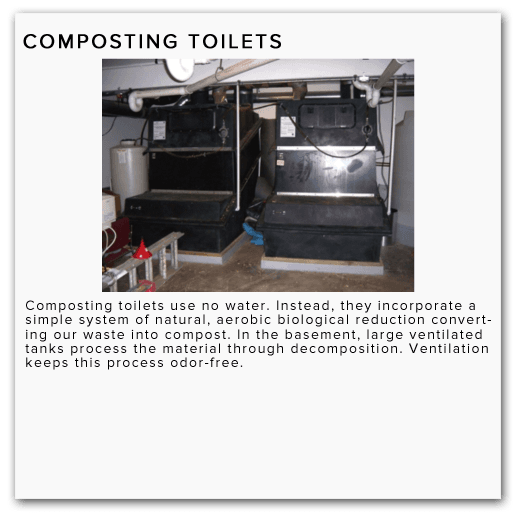 COMPOSTING TOILETS
Composting toilets use no water. Instead, they incorporate a
simple system of natural, aerobic biological reduction convert-
ing our waste into compost. In the basement, large ventilated
tanks process the material through decomposition. Ventilation
keeps this process odor-free.